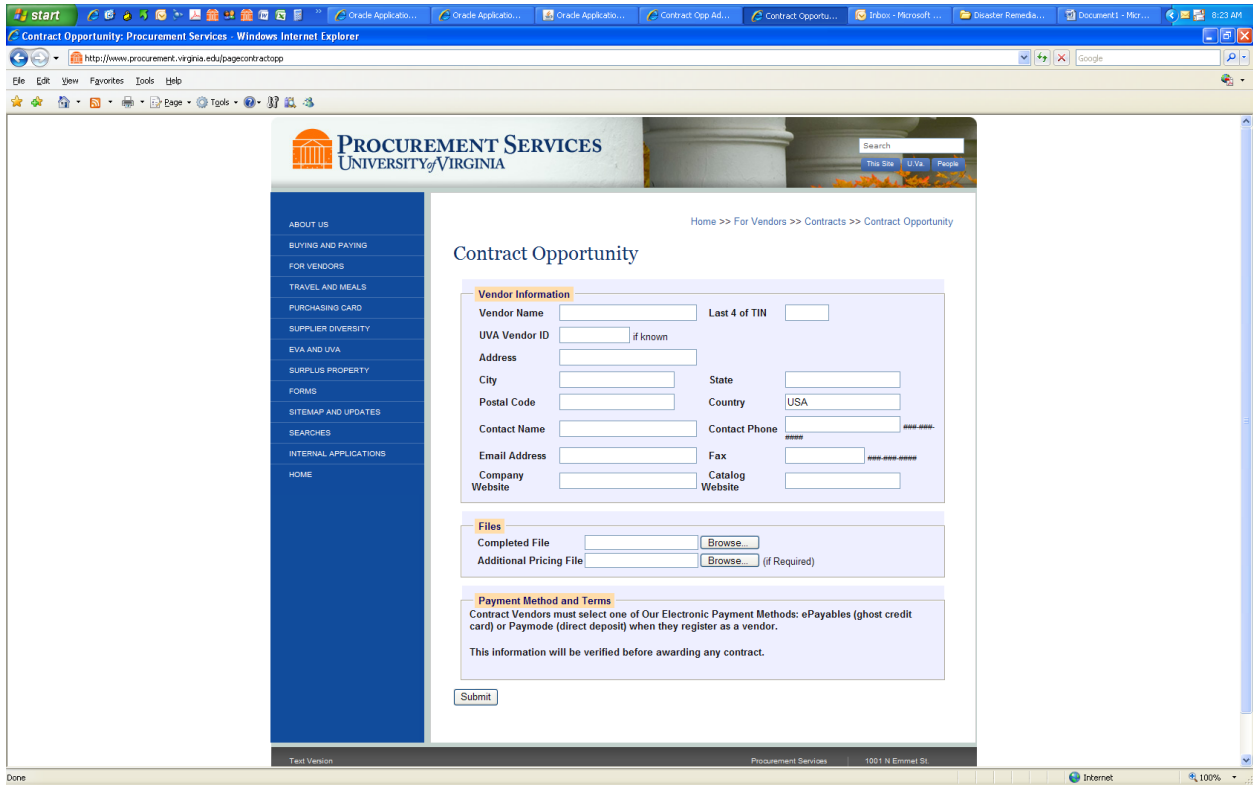 start
Oracle Applicatio...
Oracle Applicatio...
Oracle Applicatio...
Contract Opp Ad...
Contract Opportu...
Inbox - Microsoft ...
Disaster Remedia...
Document1 - Micr...
8:23 AM
Contract Opportunity: Procurement Services - Windows Internet Explorer
http://www.procurement.virginia.edu/pagecontractopp
Google
File Edit View Favorites Tools Help
Page Tools
PROCUREMENT SERVICES
UNIVERSITY of VIRGINIA
Search
This Site U.Va. People
ABOUT US
BUYING AND PAYING
FOR VENDORS
TRAVEL AND MEALS
PURCHASING CARD
SUPPLIER DIVERSITY
EVA AND UVA
SURPLUS PROPERTY
FORMS
SITEMAP AND UPDATES
SEARCHES
INTERNAL APPLICATIONS
HOME
Home >> For Vendors >> Contracts >> Contract Opportunity
Contract Opportunity
Vendor Information
Vendor Name Last 4 of TIN
UVA Vendor ID if known
Address
City State
Postal Code Country USA
Contact Name Contact Phone ###-###-
####
Email Address Fax ###-###-####
Company Catalog
Website Website
Files
Completed File Browse...
Additional Pricing File Browse... (if Required)
Payment Method and Terms
Contract Vendors must select one of Our Electronic Payment Methods: ePayables (ghost credit
card) or Paymode (direct deposit) when they register as a vendor.
This information will be verified before awarding any contract.
Submit
Text Version Procurement Services 1001 N Emmet St.
Done Internet 100%